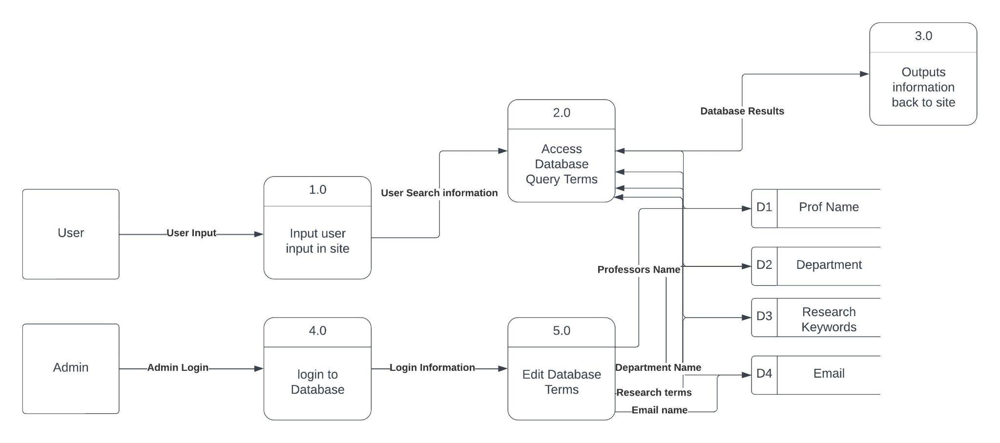 3.0
Outputs
information
back to site
2.0
Database Results
Access
Database
Query Terms
1.0
User Search information
D1
Prof Name
User
User Input
Input user
input in site
Professors Name
D2
Department
D3
Research
Keywords
4.0
5.0
Admin
Admin Login
login to
Database
Login Information
Edit Database
Terms
Department Name
D4
Email
Research terms
Email name